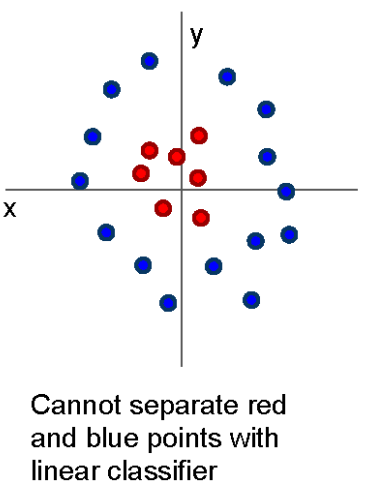 y
x
Cannot separate red
and blue points with
linear classifier